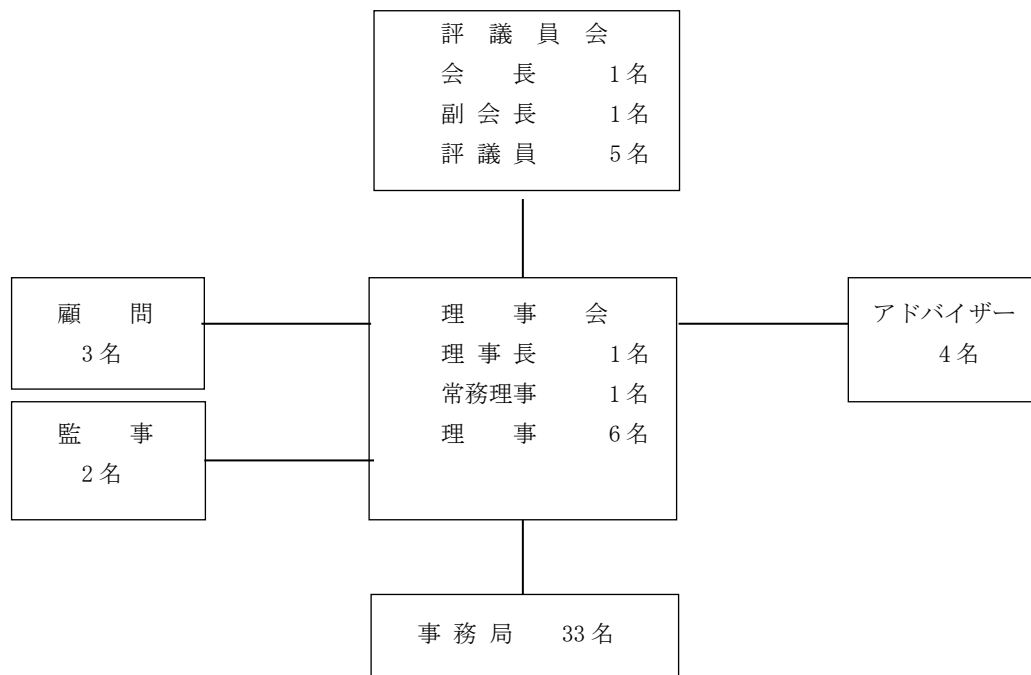 評議員会
会長 1名
副会長 1名
評議員 5名
顧問
3名
監事
2名
理事会
理事長 1名
常務理事 1名
理事 6名
アドバイザー
4名
事務局 33名